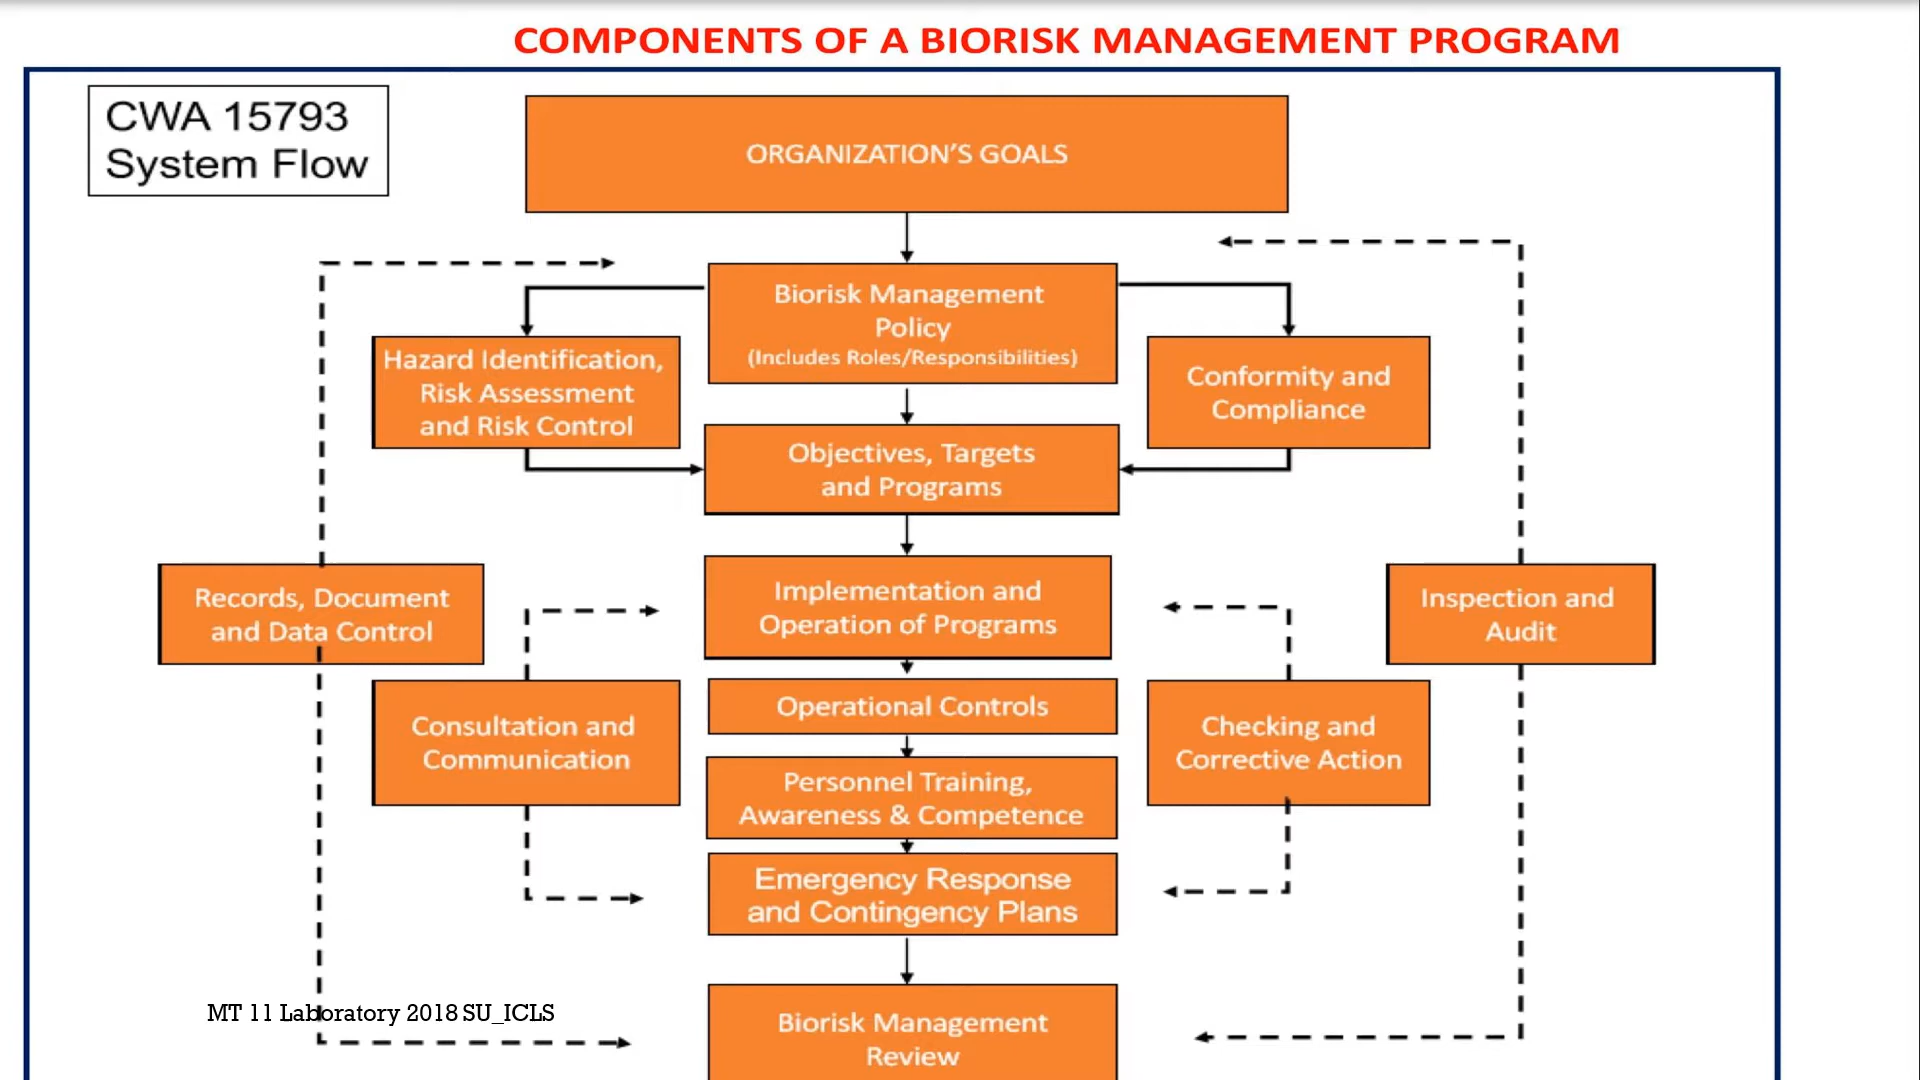 COMPONENTS OF A BIORISK MANAGEMENT PROGRAM
CWA 15793
System Flow
ORGANIZATION'S GOALS
Biorisk Management
Policy
(Includes Roles/Responsibilities)
Hazard Identification,
Risk Assessment
and Risk Control
Conformity and
Compliance
Objectives, Targets
and Programs
Records, Document
and Data Control
Implementation and
Operation of Programs
Inspection and
Audit
Consultation and
Communication
Operational Controls
Checking and
Corrective Action
Personnel Training,
Awareness & Competence
Emergency Response
and Contingency Plans
MT 11 Laboratory 2018 SU_ICLS
Biorisk Management
Review